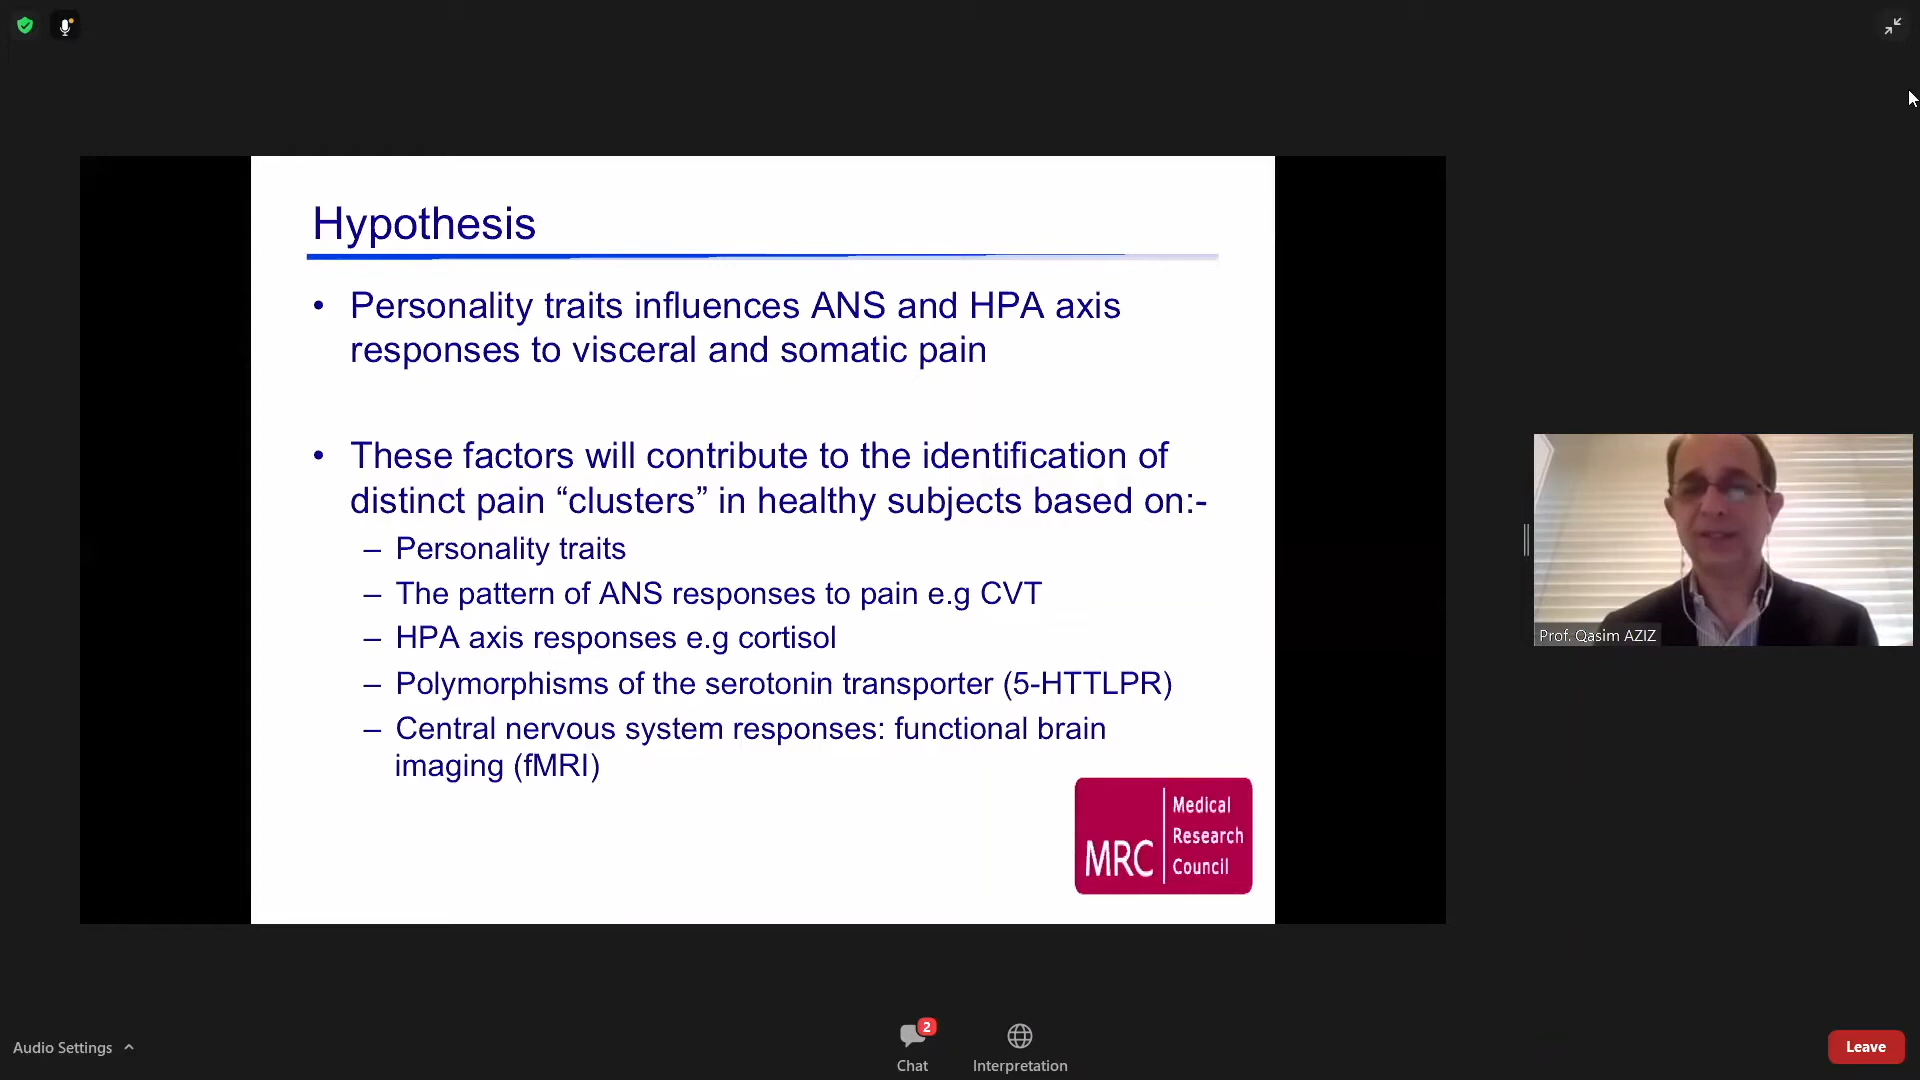 Hypothesis
• Personality traits influences ANS and HPA axis
responses to visceral and somatic pain
• These factors will contribute to the identification of
distinct pain “clusters” in healthy subjects based on:-
– Personality traits
– The pattern of ANS responses to pain e.g CVT
– HPA axis responses e.g cortisol
– Polymorphisms of the serotonin transporter (5-HTTLPR)
– Central nervous system responses: functional brain
imaging (fMRI)
MRC
Medical
Research
Council
Prof. Qasim AZIZ
Audio Settings
2
Chat
Interpretation
Leave